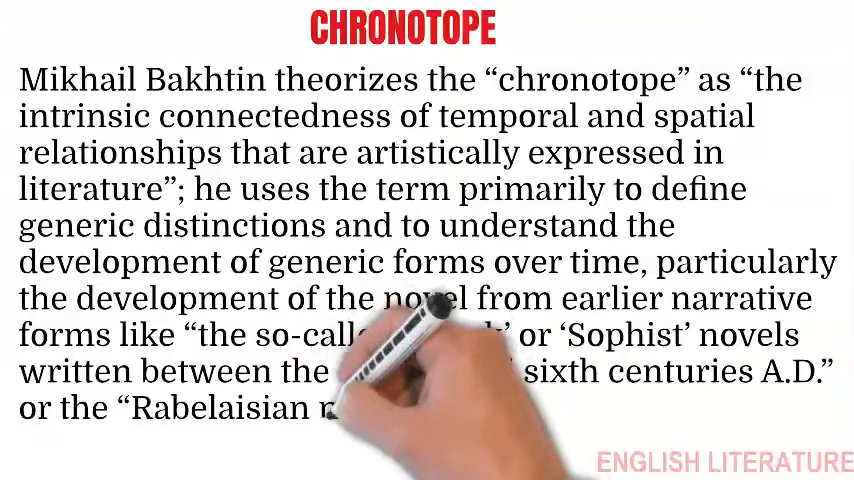 CHRONOTOPE
Mikhail Bakhtin theorizes the “chronotope” as “the
intrinsic connectedness of temporal and spatial
relationships that are artistically expressed in
literature”; he uses the term primarily to define
generic distinctions and to understand the
development of generic forms over time, particularly
the development of the novel from earlier narrative
forms like “the or ‘Sophist’ novels
written between the sixth centuries A.D.”
or the “Rabelaisian
ENGLISH LITERATURE